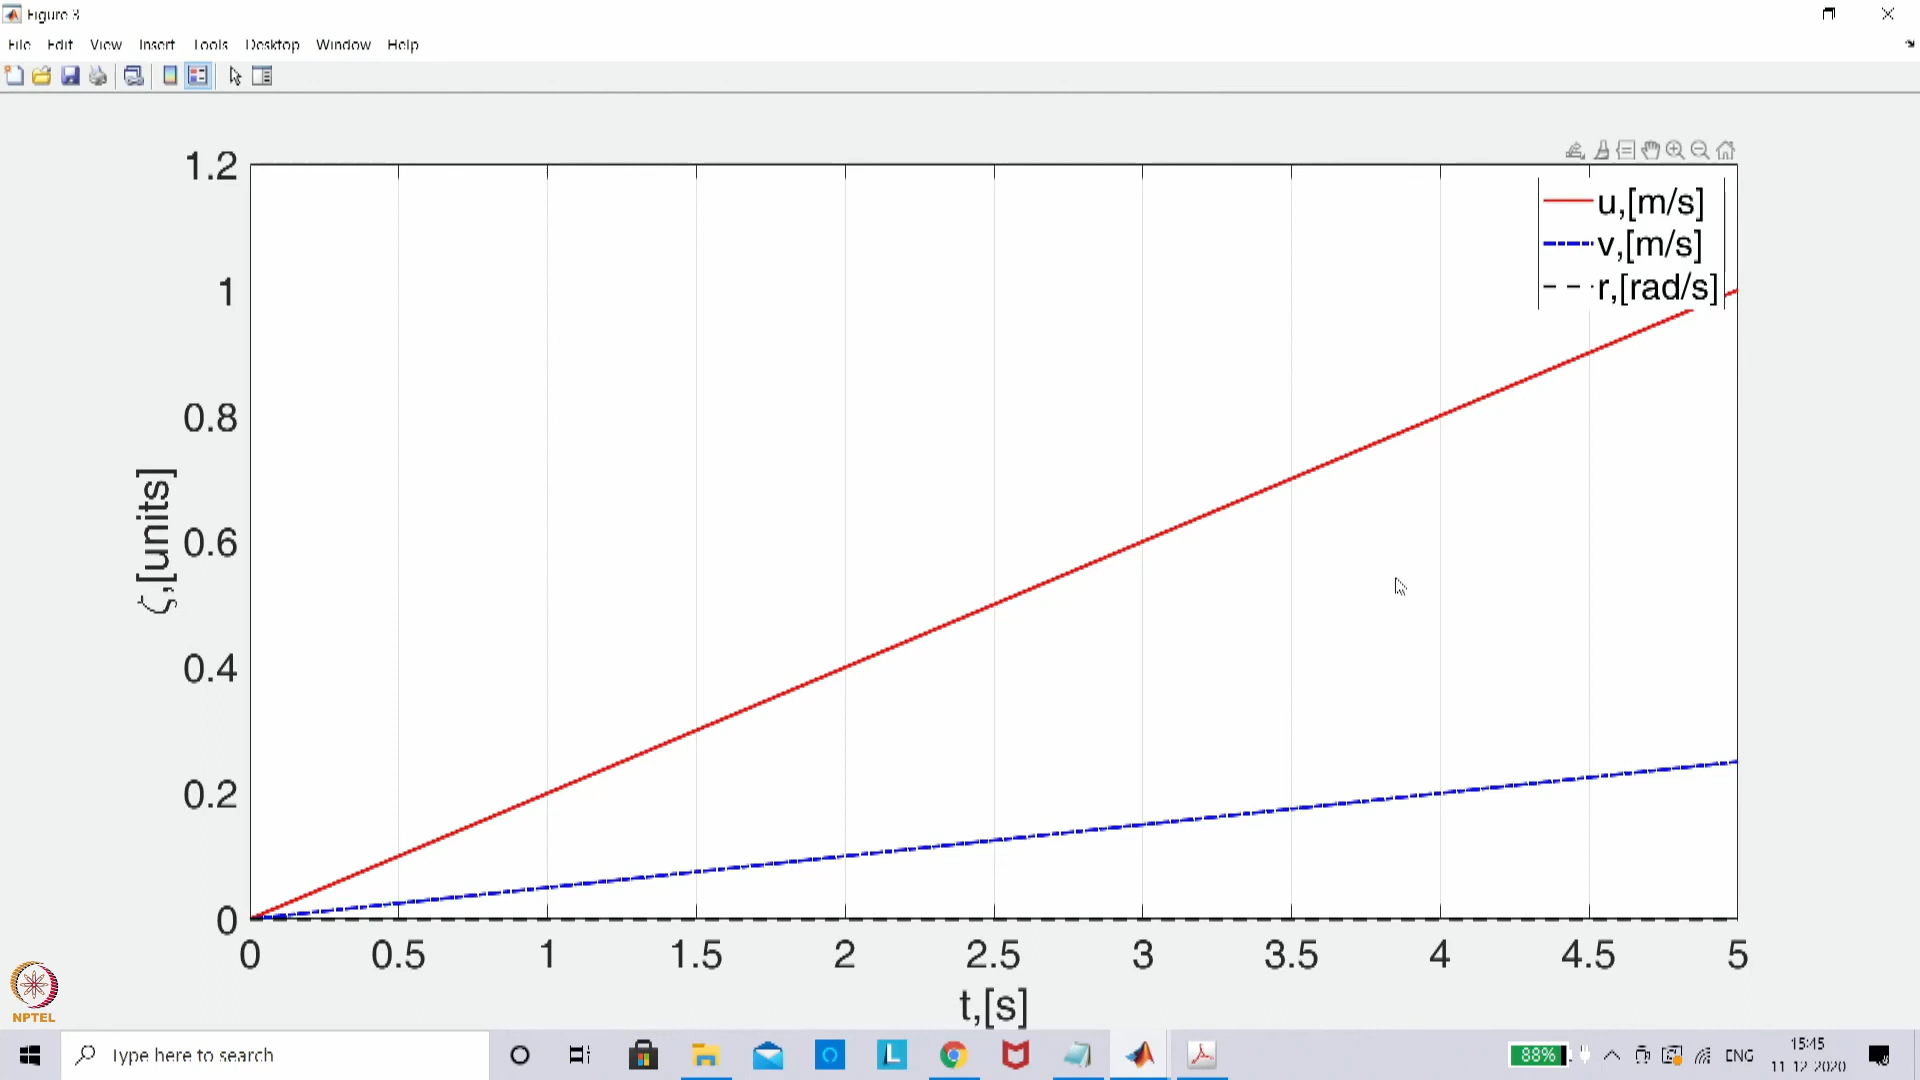 Figure 3
File Edit View Insert Tools Desktop Window Help
1.2
1
0.8
0.6
0.4
0.2
0
ζ,[units]
u,[m/s]
v,[m/s]
r,[rad/s]
0 0.5 1 1.5 2 2.5 3 3.5 4 4.5 5
t,[s]
NPTEL
Type here to search
L
88%
ENG
15:45
11-12-2020